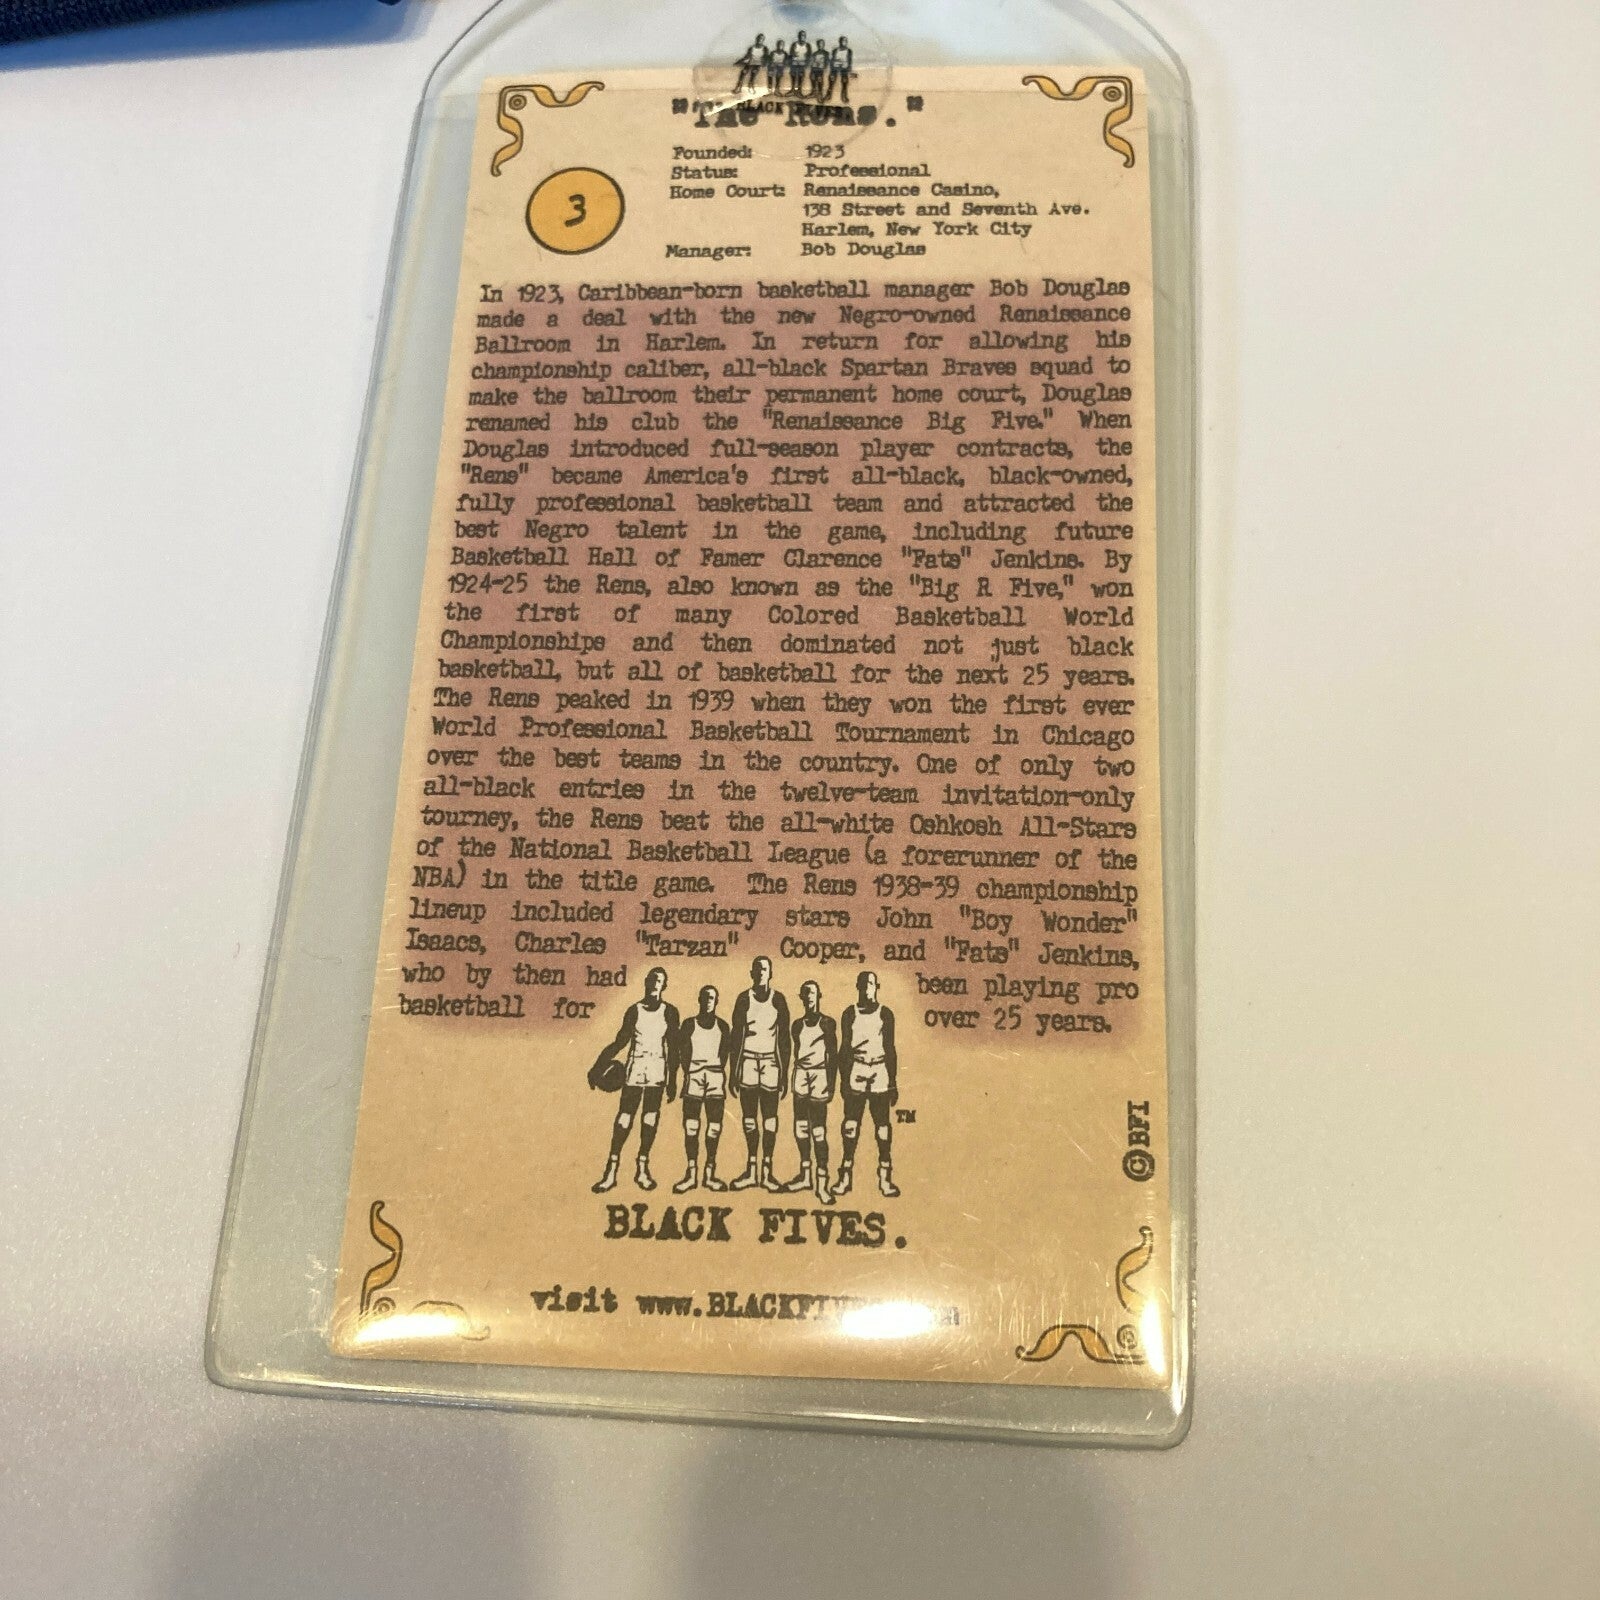 BLACK FIVES.
"The Rens."
Founded: 1923
Status: Professional
Home Court: Renaissance Casino,
138 Street and Seventh Ave.
Harlem, New York City
Manager: Bob Douglas
3
In 1923, Caribbean-born basketball manager Bob Douglas
made a deal with the new Negro-owned Renaissance
Ballroom in Harlem. In return for allowing his
championship caliber, all-black Spartan Braves squad to
make the ballroom their permanent home court, Douglas
renamed his club the "Renaissance Big Five." When
Douglas introduced full-season player contracts, the
"Rens" became America's first all-black, black-owned,
fully professional basketball team and attracted the
best Negro talent in the game, including future
Basketball Hall of Famer Clarence "Fats" Jenkins. By
1924-25 the Rens, also known as the "Big R Five," won
the first of many Colored Basketball World
Championships and then dominated not just black
basketball, but all of basketball for the next 25 years.
The Rens peaked in 1939 when they won the first ever
World Professional Basketball Tournament in Chicago
over the best teams in the country. One of only two
all-black entries in the twelve-team invitation-only
tourney, the Rens beat the all-white Oshkosh All-Stars
of the National Basketball League (a forerunner of the
NBA) in the title game. The Rens 1938-39 championship
lineup included legendary stars John "Boy Wonder"
Isaacs, Charles "Tarzan" Cooper, and "Fats" Jenkins,
who by then had been playing pro
basketball for over 25 years.
TM
©BFI
BLACK FIVES.
visit www.BLACKFIVES.com